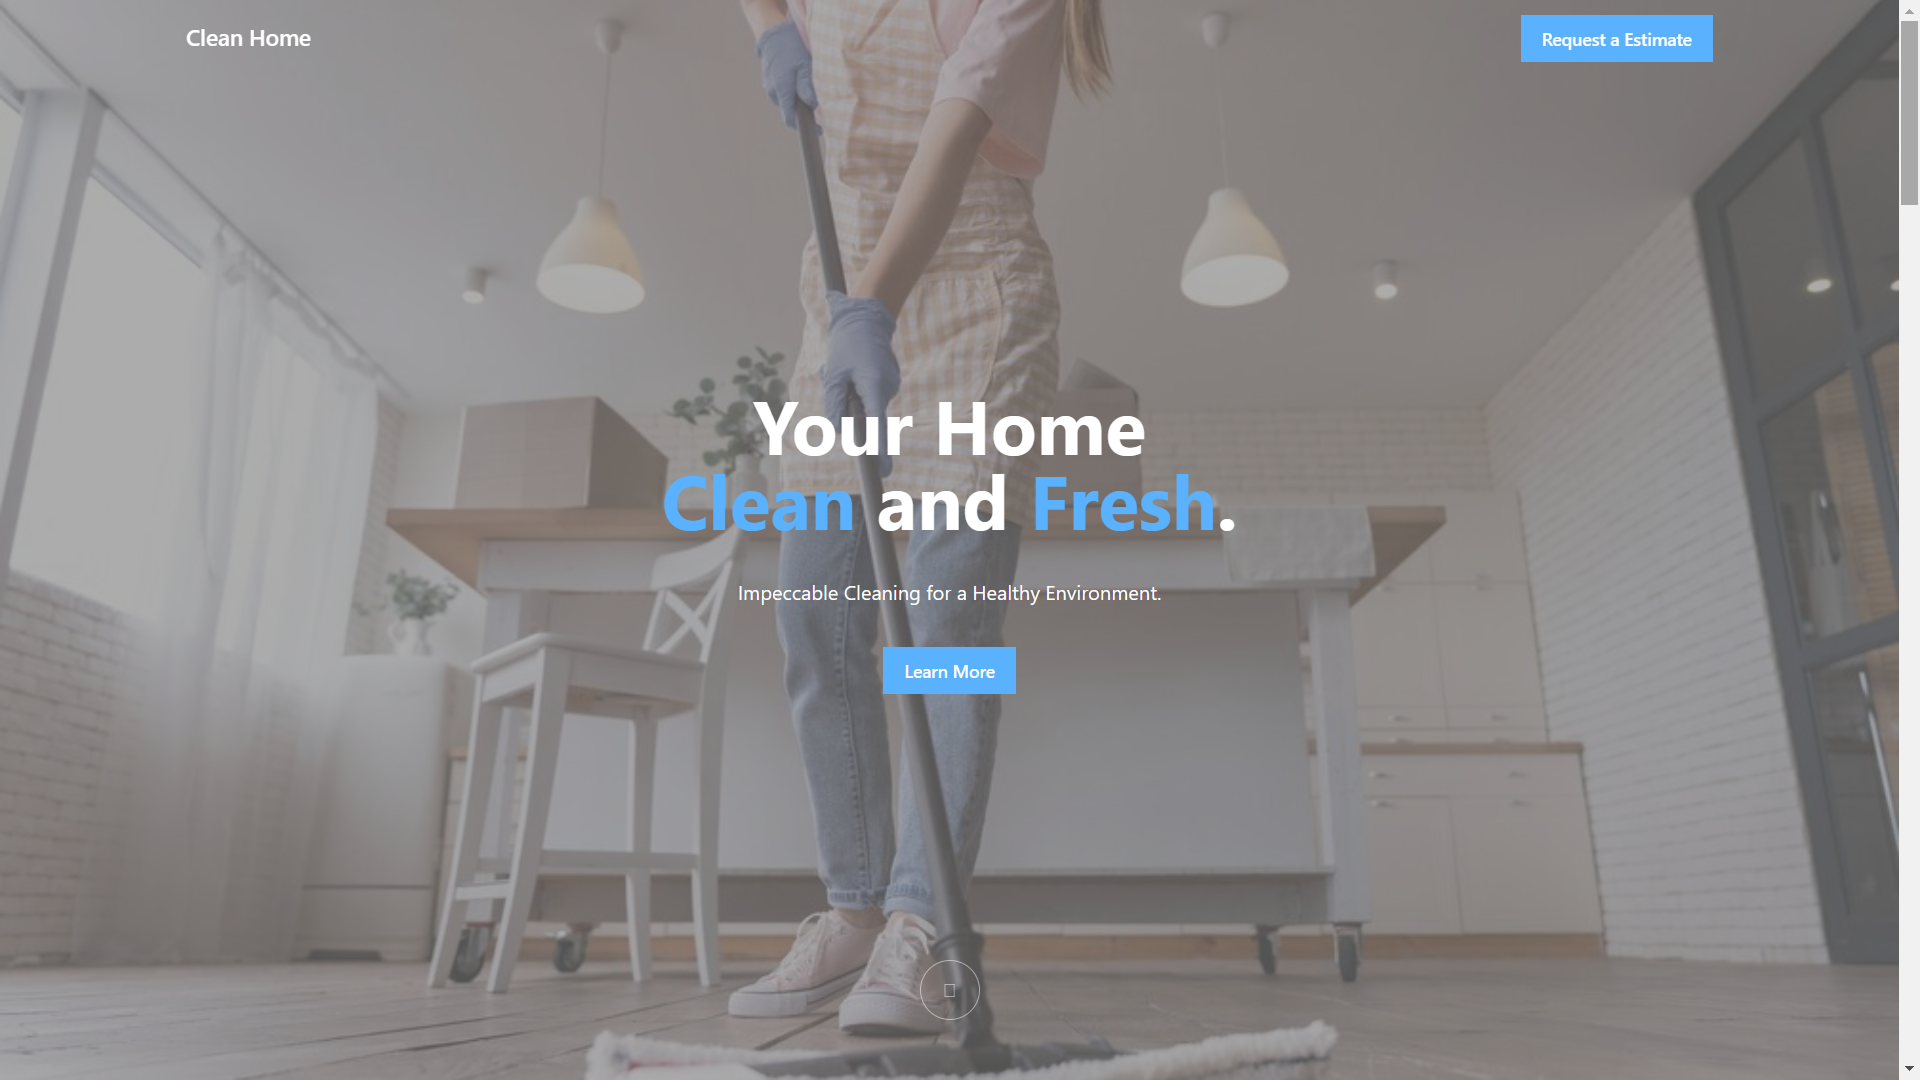 Clean Home
Request a Estimate
Your Home
Clean and Fresh.
Impeccable Cleaning for a Healthy Environment.
Learn More